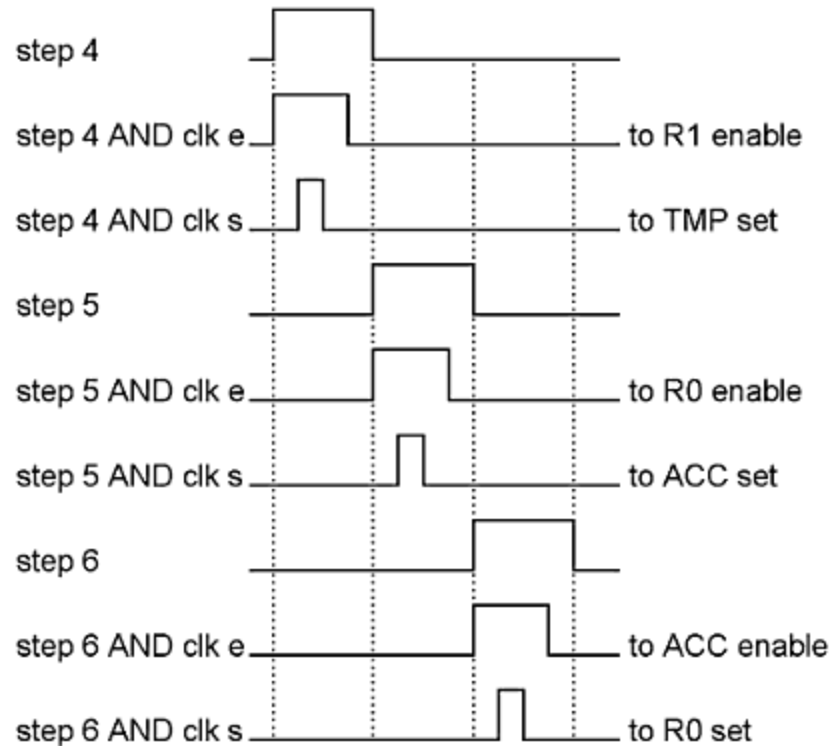 step 4
step 4 AND clk e to R1 enable
step 4 AND clk s to TMP set
step 5
step 5 AND clk e to R0 enable
step 5 AND clk s to ACC set
step 6
step 6 AND clk e to ACC enable
step 6 AND clk s to R0 set